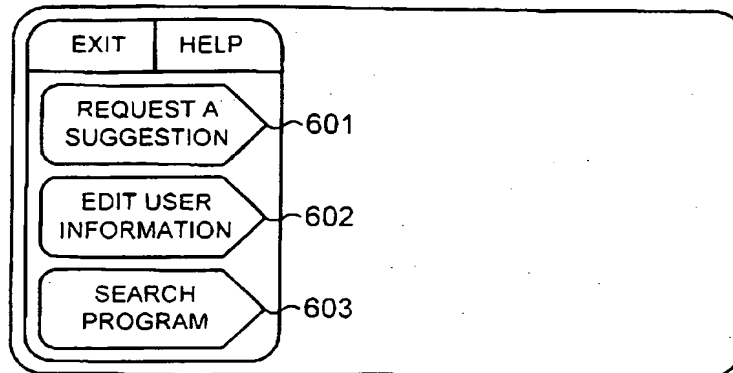 EXIT HELP
REQUEST A
SUGGESTION
601
EDIT USER
INFORMATION
602
SEARCH
PROGRAM
603